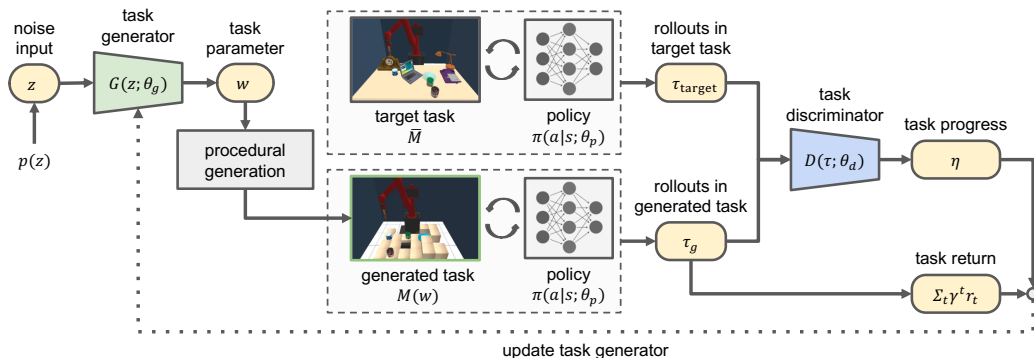 noise
input
z
p(z)
task
generator
G(z; θ_g)
task
parameter
w
procedural
generation
target task
M̄
policy
π(a|s; θ_p)
generated task
M(w)
policy
π(a|s; θ_p)
rollouts in
target task
τ_target
rollouts in
generated task
τ_g
task
discriminator
D(τ; θ_d)
task progress
η
task return
Σ_t γ^t r_t
update task generator